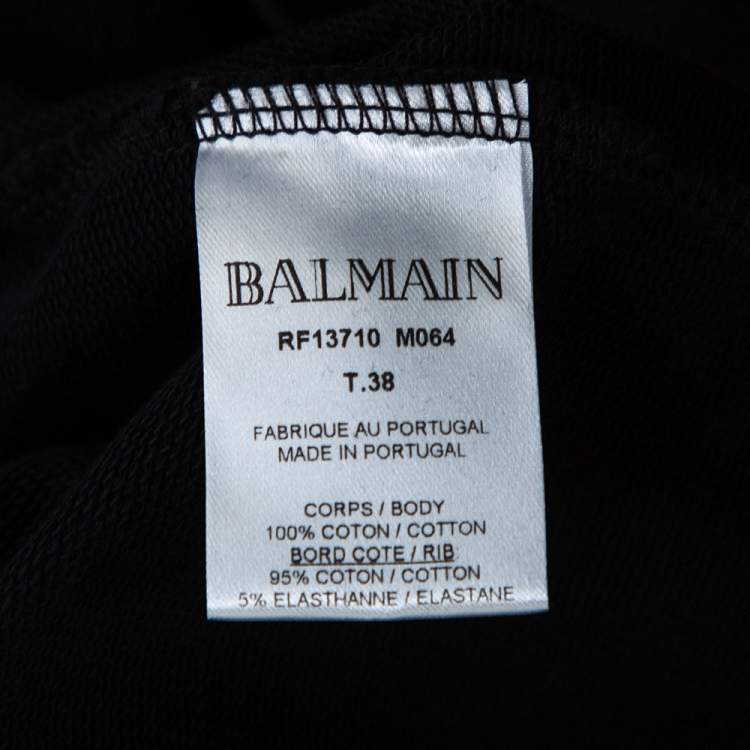 BALMAIN
RF13710 M064
T.38
FABRIQUE AU PORTUGAL
MADE IN PORTUGAL
CORPS / BODY
100% COTON / COTTON
BORD COTE / RIB:
95% COTON / COTTON
5% ELASTHANNE / ELASTANE